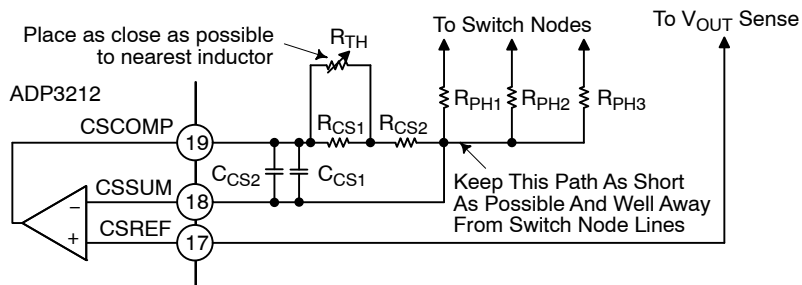 To Switch Nodes
To VOUT Sense
Place as close as possible
to nearest inductor
RTH
ADP3212
RPH1
RPH2
RPH3
CSCOMP
19
RCS1
RCS2
CCS2
CCS1
CSSUM
18
−
Keep This Path As Short
As Possible And Well Away
From Switch Node Lines
CSREF
17
+